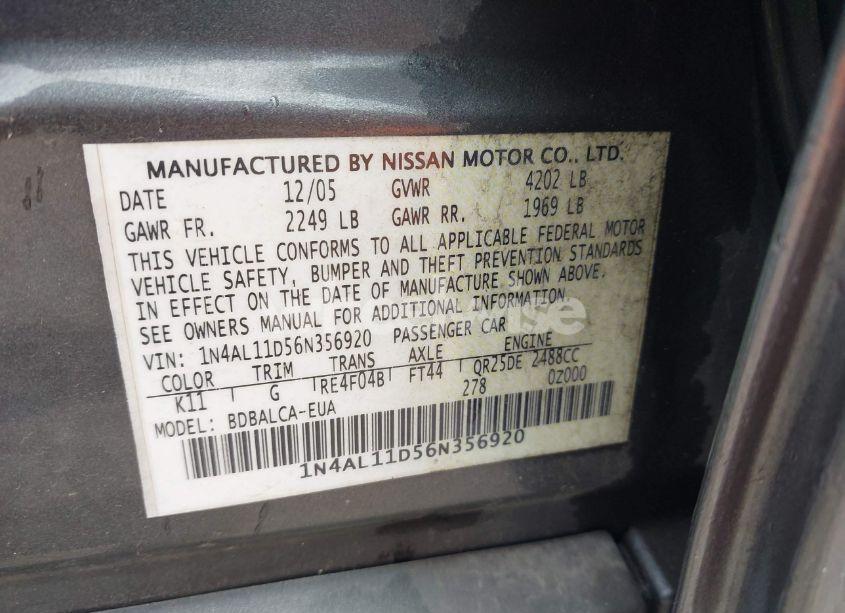 MANUFACTURED BY NISSAN MOTOR CO., LTD.
DATE 12/05 GVWR 4202 LB
GAWR FR. 2249 LB GAWR RR. 1969 LB
THIS VEHICLE CONFORMS TO ALL APPLICABLE FEDERAL MOTOR
VEHICLE SAFETY, BUMPER AND THEFT PREVENTION STANDARDS
IN EFFECT ON THE DATE OF MANUFACTURE SHOWN ABOVE.
SEE OWNERS MANUAL FOR ADDITIONAL INFORMATION.
VIN: 1N4AL11D56N356920 PASSENGER CAR
COLOR TRIM TRANS AXLE ENGINE
K11 G RE4F04B FT44 QR25DE 2488CC
278 02000
MODEL: BDBALCA-EUA
1N4AL11D56N356920